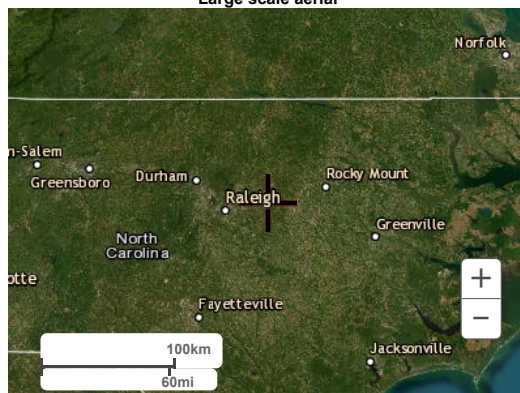 Large scale aerial
Norfolk
n-Salem
Greensboro
Durham
Raleigh
Rocky Mount
Greenville
North
Carolina
otte
Fayetteville
Jacksonville
+
−
100km
60mi